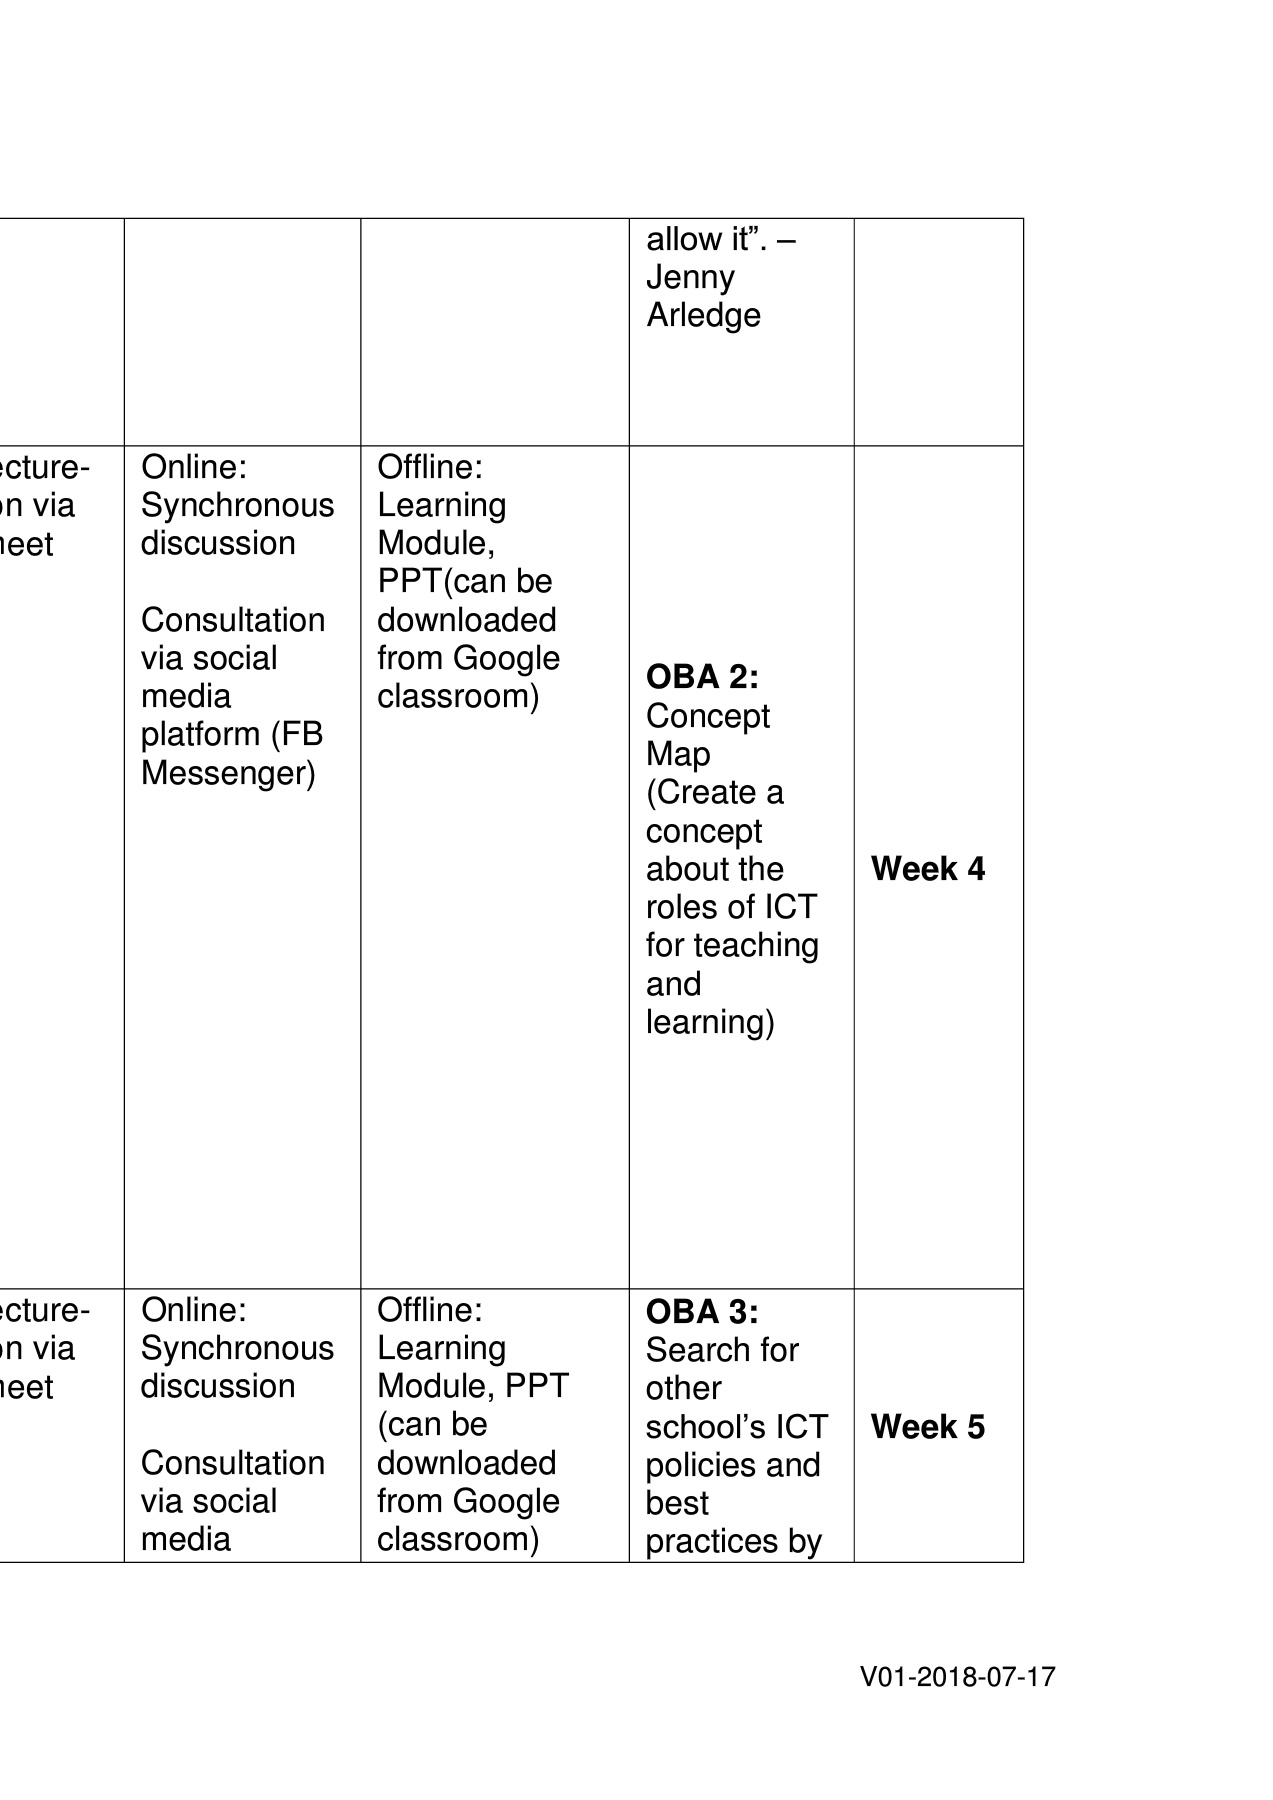 allow it”. –
Jenny
Arledge
ecture-
on via
neet
Online:
Synchronous
discussion
Consultation
via social
media
platform (FB
Messenger)
Offline:
Learning
Module,
PPT(can be
downloaded
from Google
classroom)
OBA 2:
Concept
Map
(Create a
concept
about the
roles of ICT
for teaching
and
learning)
Week 4
ecture-
on via
neet
Online:
Synchronous
discussion
Consultation
via social
media
Offline:
Learning
Module, PPT
(can be
downloaded
from Google
classroom)
OBA 3:
Search for
other
school’s ICT
policies and
best
practices by
Week 5
V01-2018-07-17